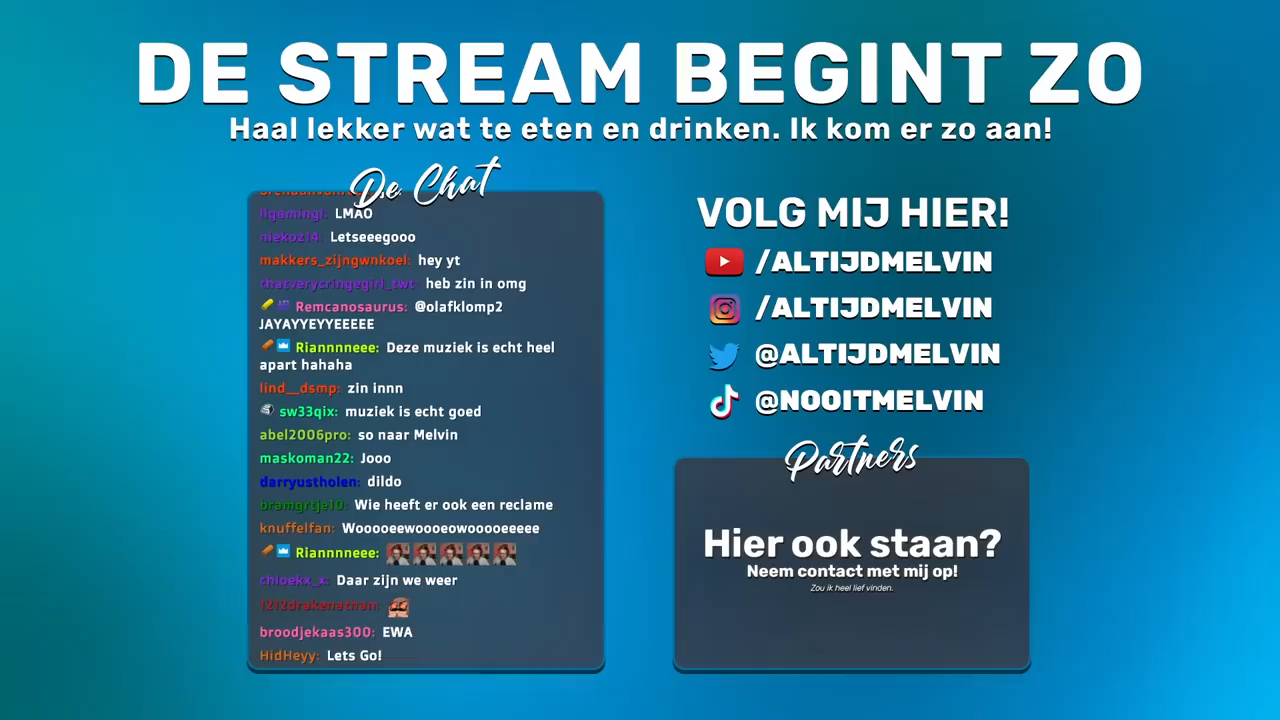 DE STREAM BEGINT ZO
Haal lekker wat te eten en drinken. Ik kom er zo aan!
De Chat
ilgamingl: LMAO
niekoz14: Letseeegooo
makkers_zijngwnkoel: hey yt
chatverycringegirl_twt: heb zin in omg
Remcanosaurus: @olafklomp2
JAYAYYEYYEEEEE
Riannnneee: Deze muziek is echt heel
apart hahaha
lind__dsmp: zin innn
sw33qix: muziek is echt goed
abel2006pro: so naar Melvin
maskoman22: Jooo
darryustholen: dildo
bramgrtje10: Wie heeft er ook een reclame
knuffelfan: Wooooeewoooeowooooeeeee
Riannnneee:
chloekx_x: Daar zijn we weer
1212drakenathan:
broodjekaas300: EWA
HidHeyy: Lets Go!
VOLG MIJ HIER!
/ALTIJDMELVIN
/ALTIJDMELVIN
@ALTIJDMELVIN
@NOOITMELVIN
Partners
Hier ook staan?
Neem contact met mij op!
Zou ik heel lief vinden.